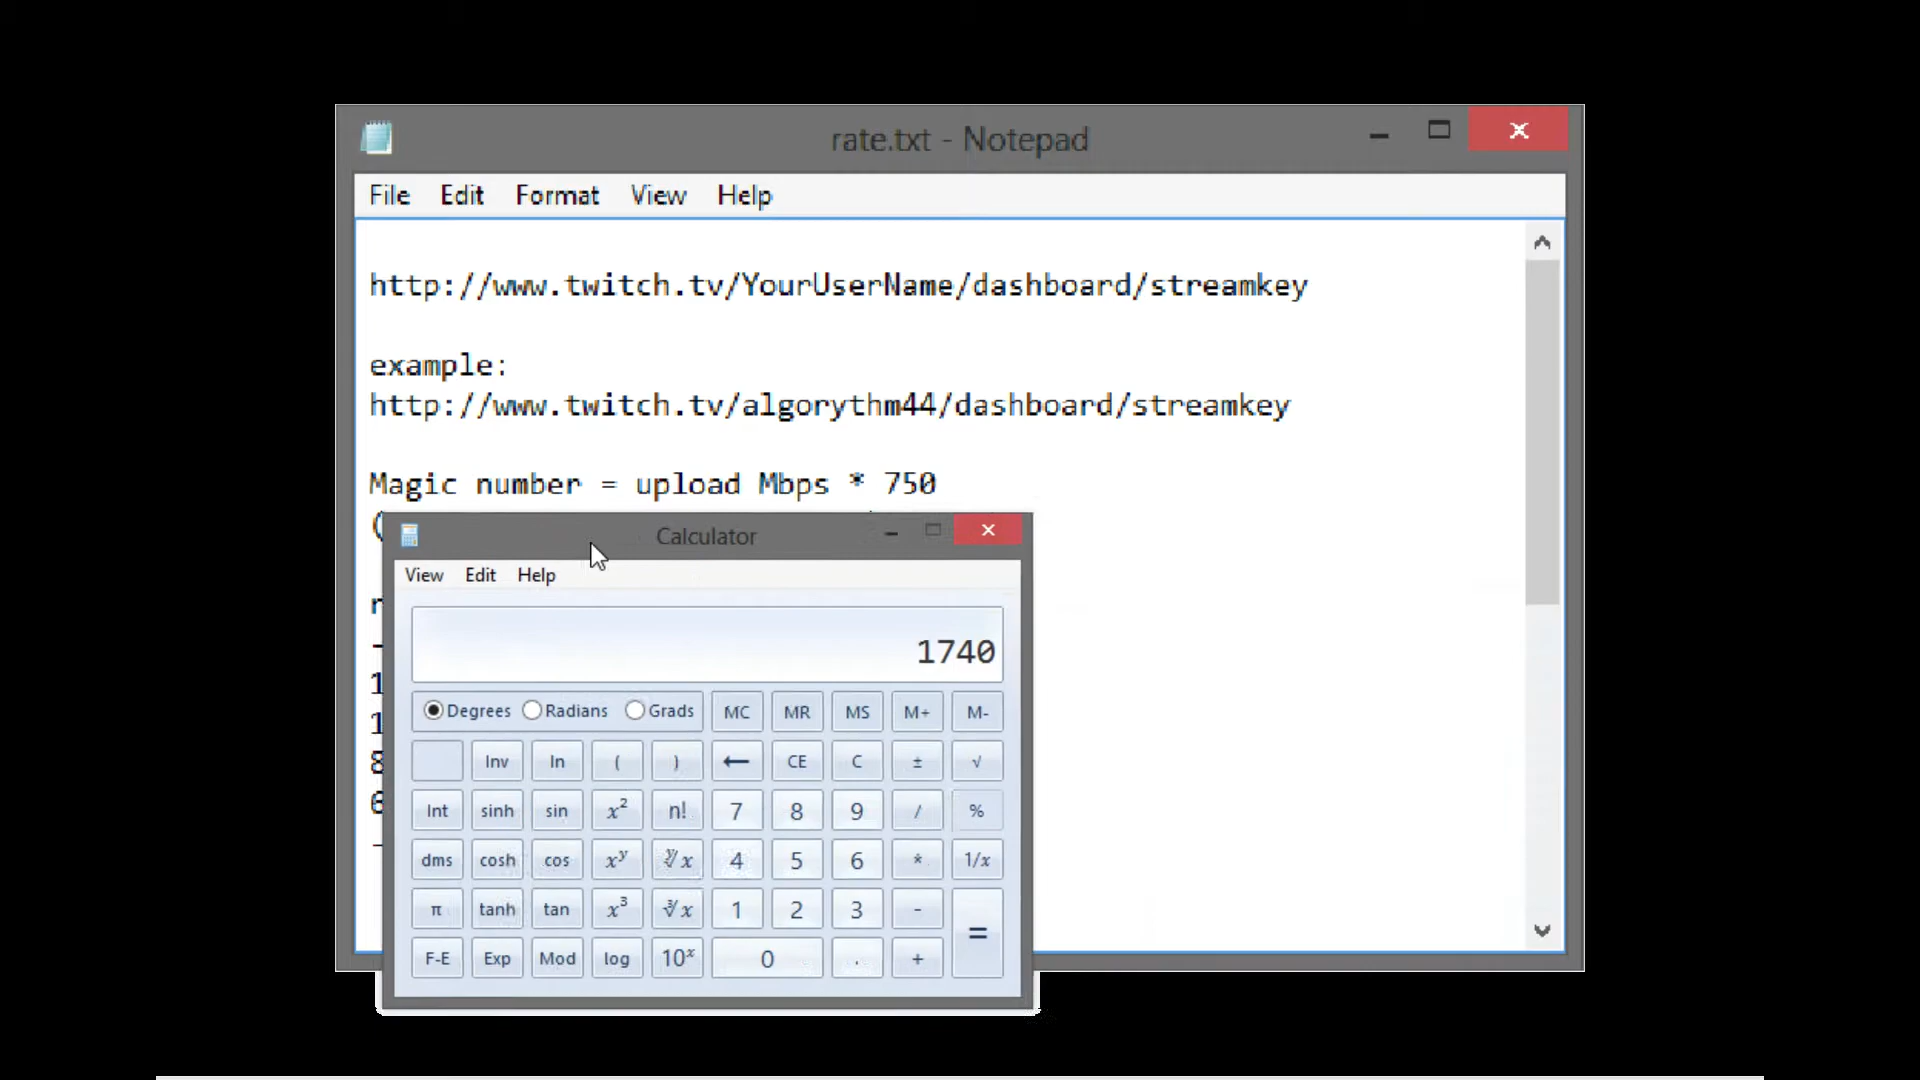 rate.txt - Notepad
File Edit Format View Help
http://www.twitch.tv/YourUserName/dashboard/streamkey
example:
http://www.twitch.tv/algorythm44/dashboard/streamkey
Magic number = upload Mbps * 750
(
Calculator
View Edit Help
1740
Degrees Radians Grads MC MR MS M+ M-
Inv ln ( ) ← CE C ± √
Int sinh sin x² n! 7 8 9 / %
dms cosh cos xʸ ʸ√x 4 5 6 * 1/x
π tanh tan x³ ³√x 1 2 3 -
F-E Exp Mod log 10ˣ 0 . + =